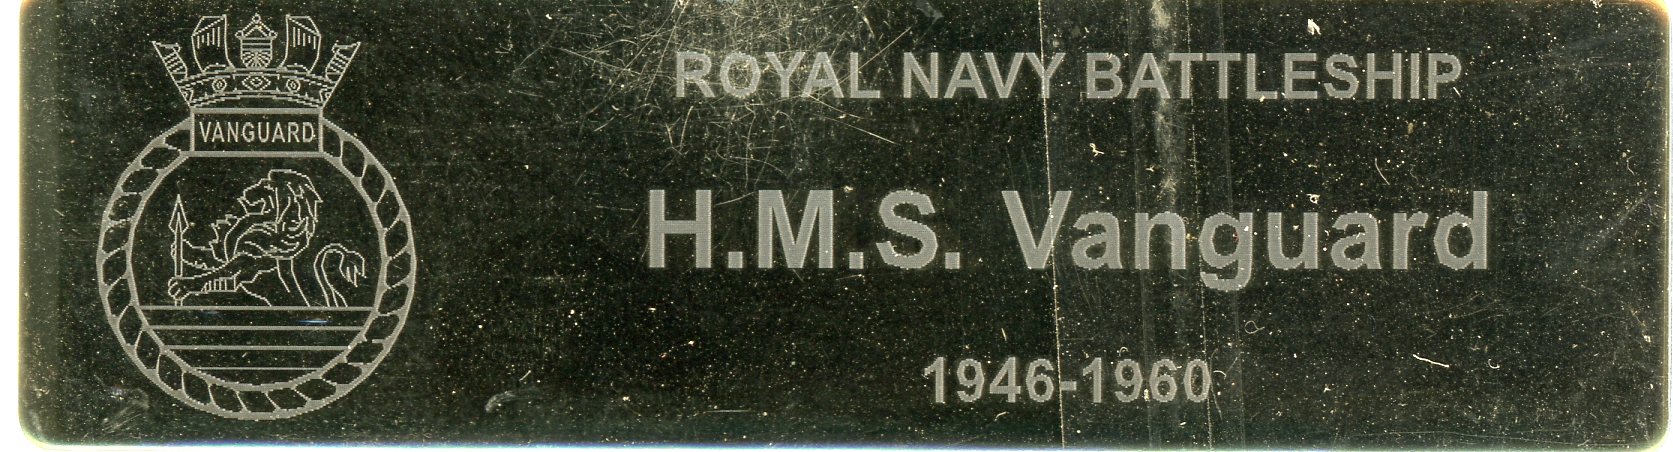 VANGUARD
ROYAL NAVY BATTLESHIP
H.M.S. Vanguard
1946-1960